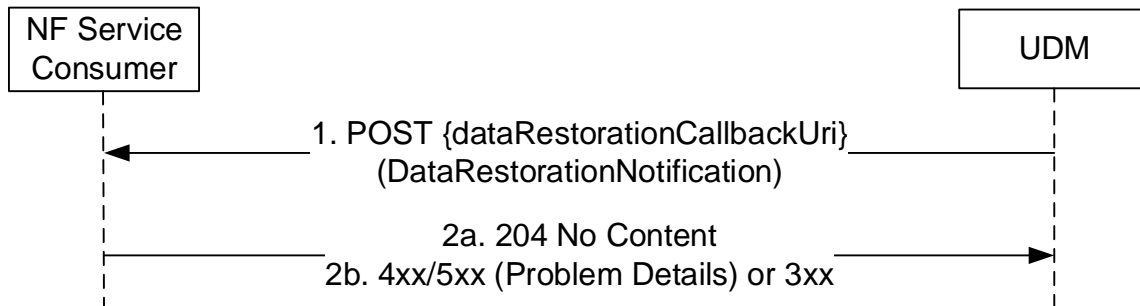 NF Service
Consumer
UDM
1. POST {dataRestorationCallbackUri}
(DataRestorationNotification)
2a. 204 No Content
2b. 4xx/5xx (Problem Details) or 3xx